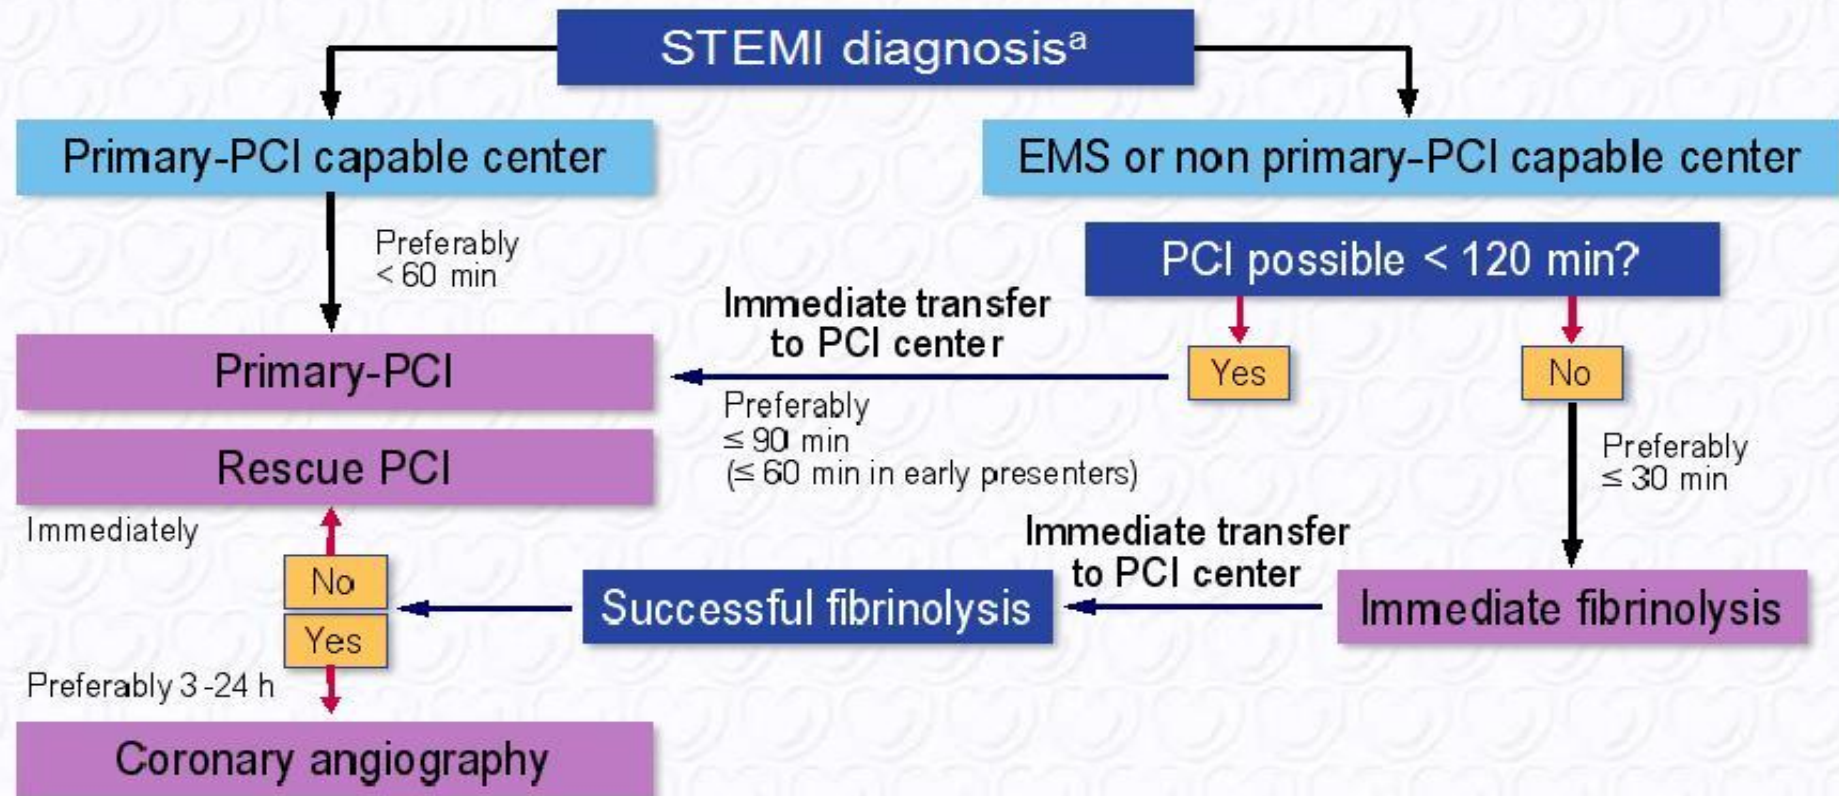 STEMI diagnosisᵃ
Primary-PCI capable center
EMS or non primary-PCI capable center
Preferably
< 60 min
PCI possible < 120 min?
Immediate transfer
to PCI center
Yes
No
Primary-PCI
Preferably
≤ 90 min
(≤ 60 min in early presenters)
Preferably
≤ 30 min
Rescue PCI
Immediately
No
Yes
Successful fibrinolysis
Immediate transfer
to PCI center
Immediate fibrinolysis
Preferably 3-24 h
Coronary angiography